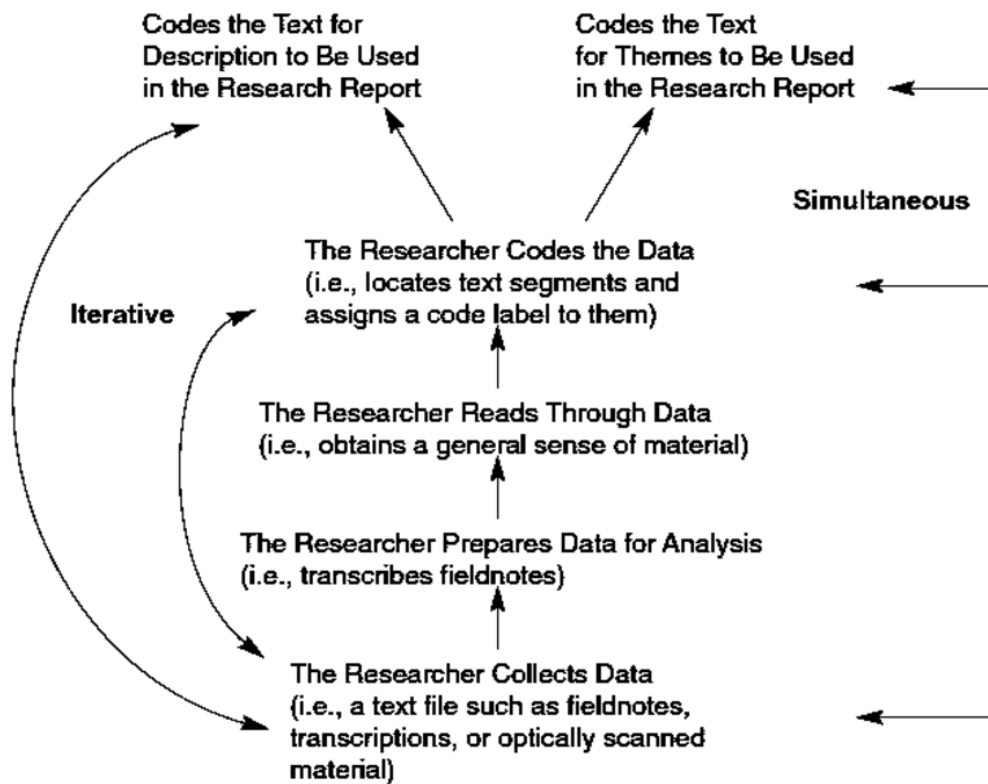 Codes the Text for
Description to Be Used
in the Research Report
Codes the Text
for Themes to Be Used
in the Research Report
Simultaneous
The Researcher Codes the Data
(i.e., locates text segments and
assigns a code label to them)
Iterative
The Researcher Reads Through Data
(i.e., obtains a general sense of material)
The Researcher Prepares Data for Analysis
(i.e., transcribes fieldnotes)
The Researcher Collects Data
(i.e., a text file such as fieldnotes,
transcriptions, or optically scanned
material)